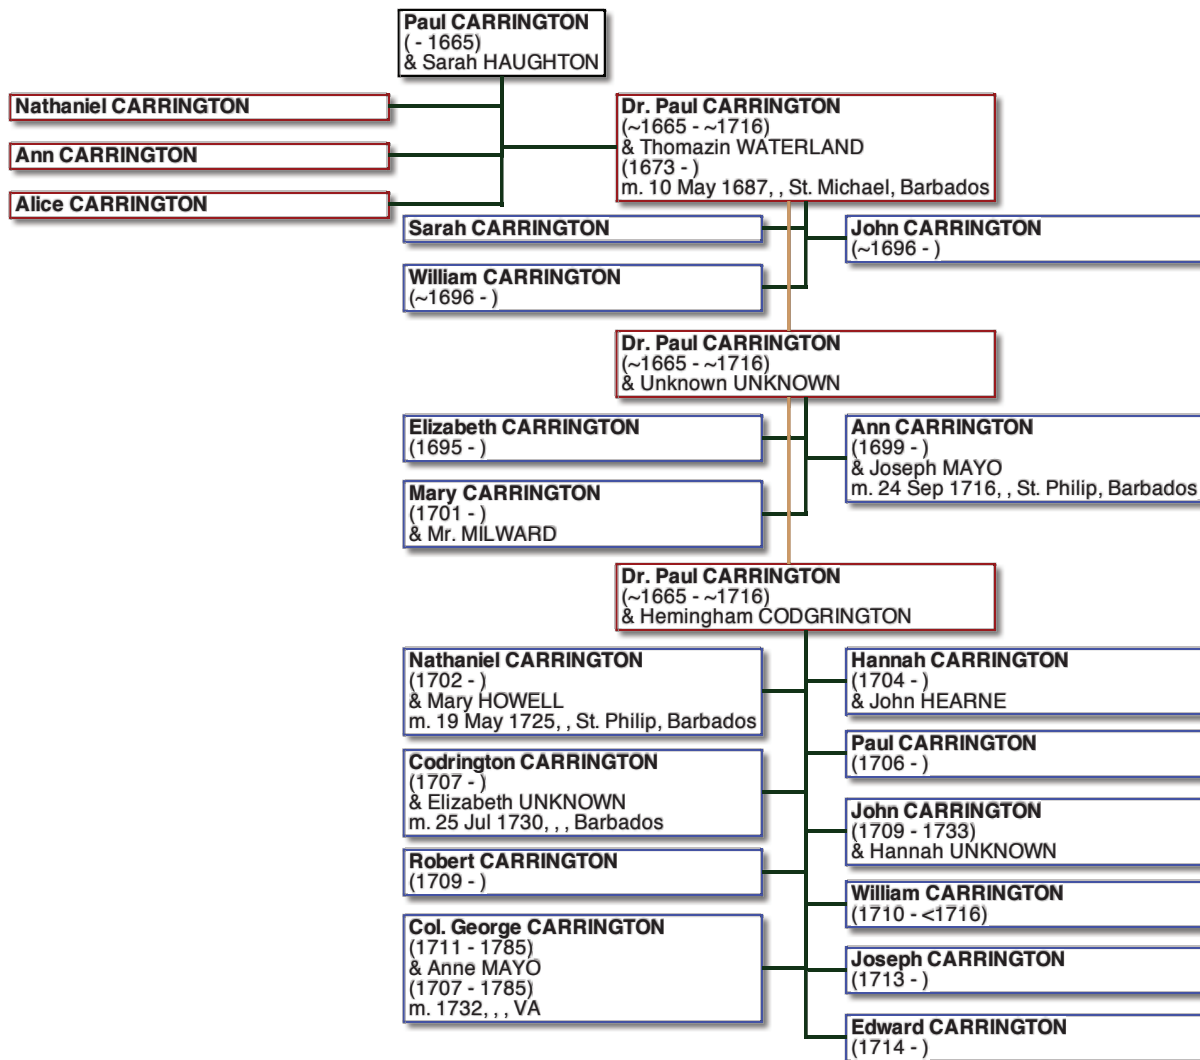 Paul CARRINGTON
( - 1665)
& Sarah HAUGHTON
Nathaniel CARRINGTON
Ann CARRINGTON
Alice CARRINGTON
Dr. Paul CARRINGTON
(~1665 - ~1716)
& Thomazin WATERLAND
(1673 - )
m. 10 May 1687, , St. Michael, Barbados
Sarah CARRINGTON
John CARRINGTON
(~1696 - )
William CARRINGTON
(~1696 - )
Dr. Paul CARRINGTON
(~1665 - ~1716)
& Unknown UNKNOWN
Elizabeth CARRINGTON
(1695 - )
Ann CARRINGTON
(1699 - )
& Joseph MAYO
m. 24 Sep 1716, , St. Philip, Barbados
Mary CARRINGTON
(1701 - )
& Mr. MILWARD
Dr. Paul CARRINGTON
(~1665 - ~1716)
& Hemingham CODGRINGTON
Nathaniel CARRINGTON
(1702 - )
& Mary HOWELL
m. 19 May 1725, , St. Philip, Barbados
Hannah CARRINGTON
(1704 - )
& John HEARNE
Paul CARRINGTON
(1706 - )
Codrington CARRINGTON
(1707 - )
& Elizabeth UNKNOWN
m. 25 Jul 1730, , , Barbados
John CARRINGTON
(1709 - 1733)
& Hannah UNKNOWN
Robert CARRINGTON
(1709 - )
William CARRINGTON
(1710 - <1716)
Col. George CARRINGTON
(1711 - 1785)
& Anne MAYO
(1707 - 1785)
m. 1732, , , VA
Joseph CARRINGTON
(1713 - )
Edward CARRINGTON
(1714 - )